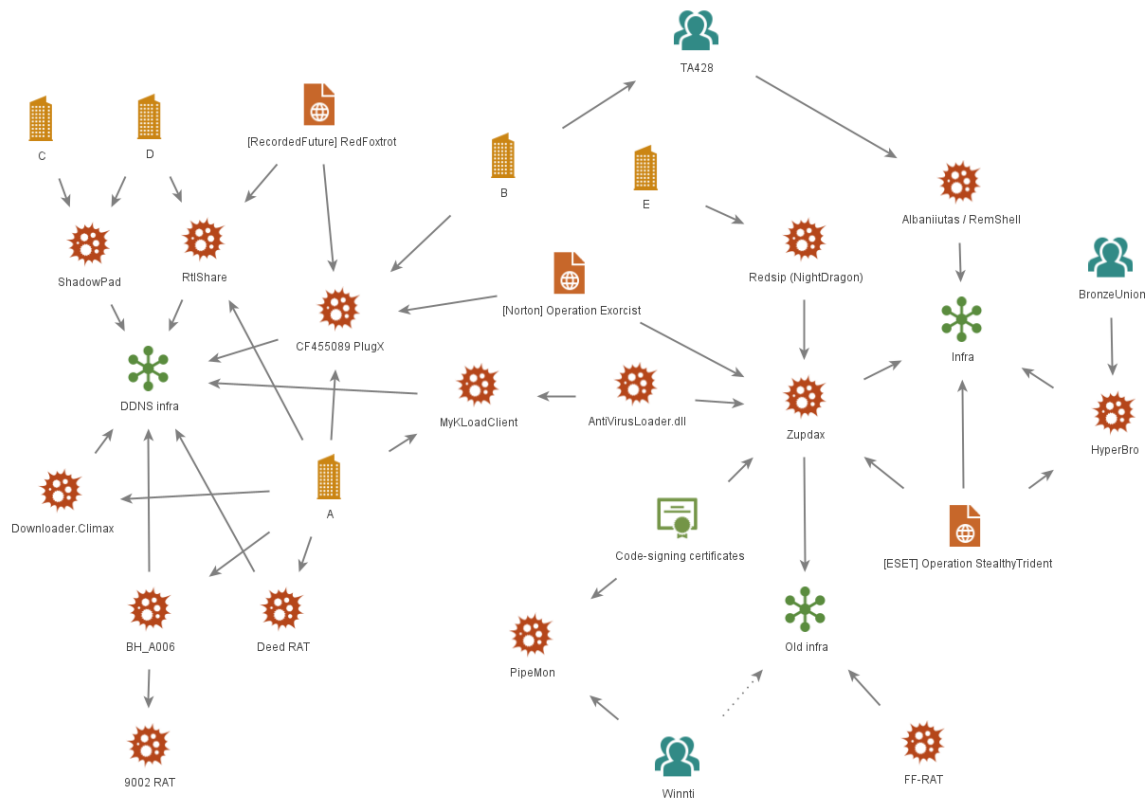 TA428
C
D
[RecordedFuture] RedFoxtrot
B
E
Albaniiutas / RemShell
ShadowPad
RtlShare
Redsip (NightDragon)
BronzeUnion
[Norton] Operation Exorcist
CF455089 PlugX
Infra
DDNS infra
MyKLoadClient
AntiVirusLoader.dll
Zupdax
HyperBro
Downloader.Climax
A
Code-signing certificates
[ESET] Operation StealthyTrident
BH_A006
Deed RAT
Old infra
PipeMon
9002 RAT
Winnti
FF-RAT